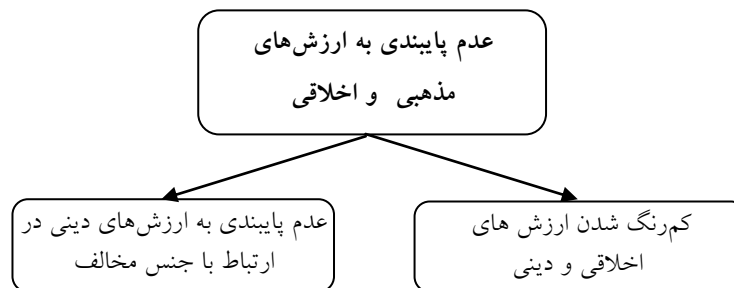 عدم پایبندی به ارزش‌های
مذهبی و اخلاقی
کم‌رنگ شدن ارزش های
اخلاقی و دینی
عدم پایبندی به ارزش‌های دینی در
ارتباط با جنس مخالف